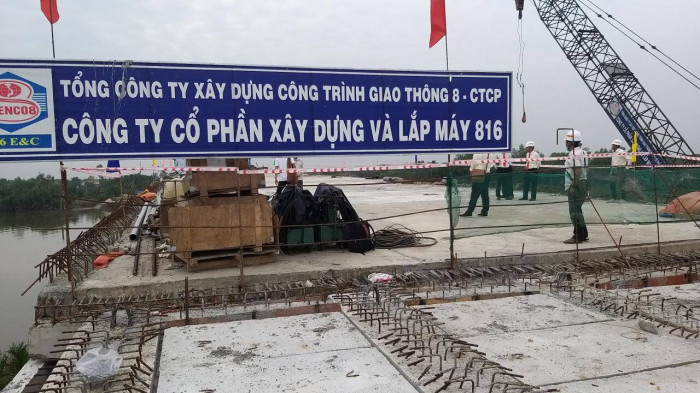 TỔNG CÔNG TY XÂY DỰNG CÔNG TRÌNH GIAO THÔNG 8 - CTCP
ENCO8
6 E&C
CÔNG TY CỔ PHẦN XÂY DỰNG VÀ LẮP MÁY 816